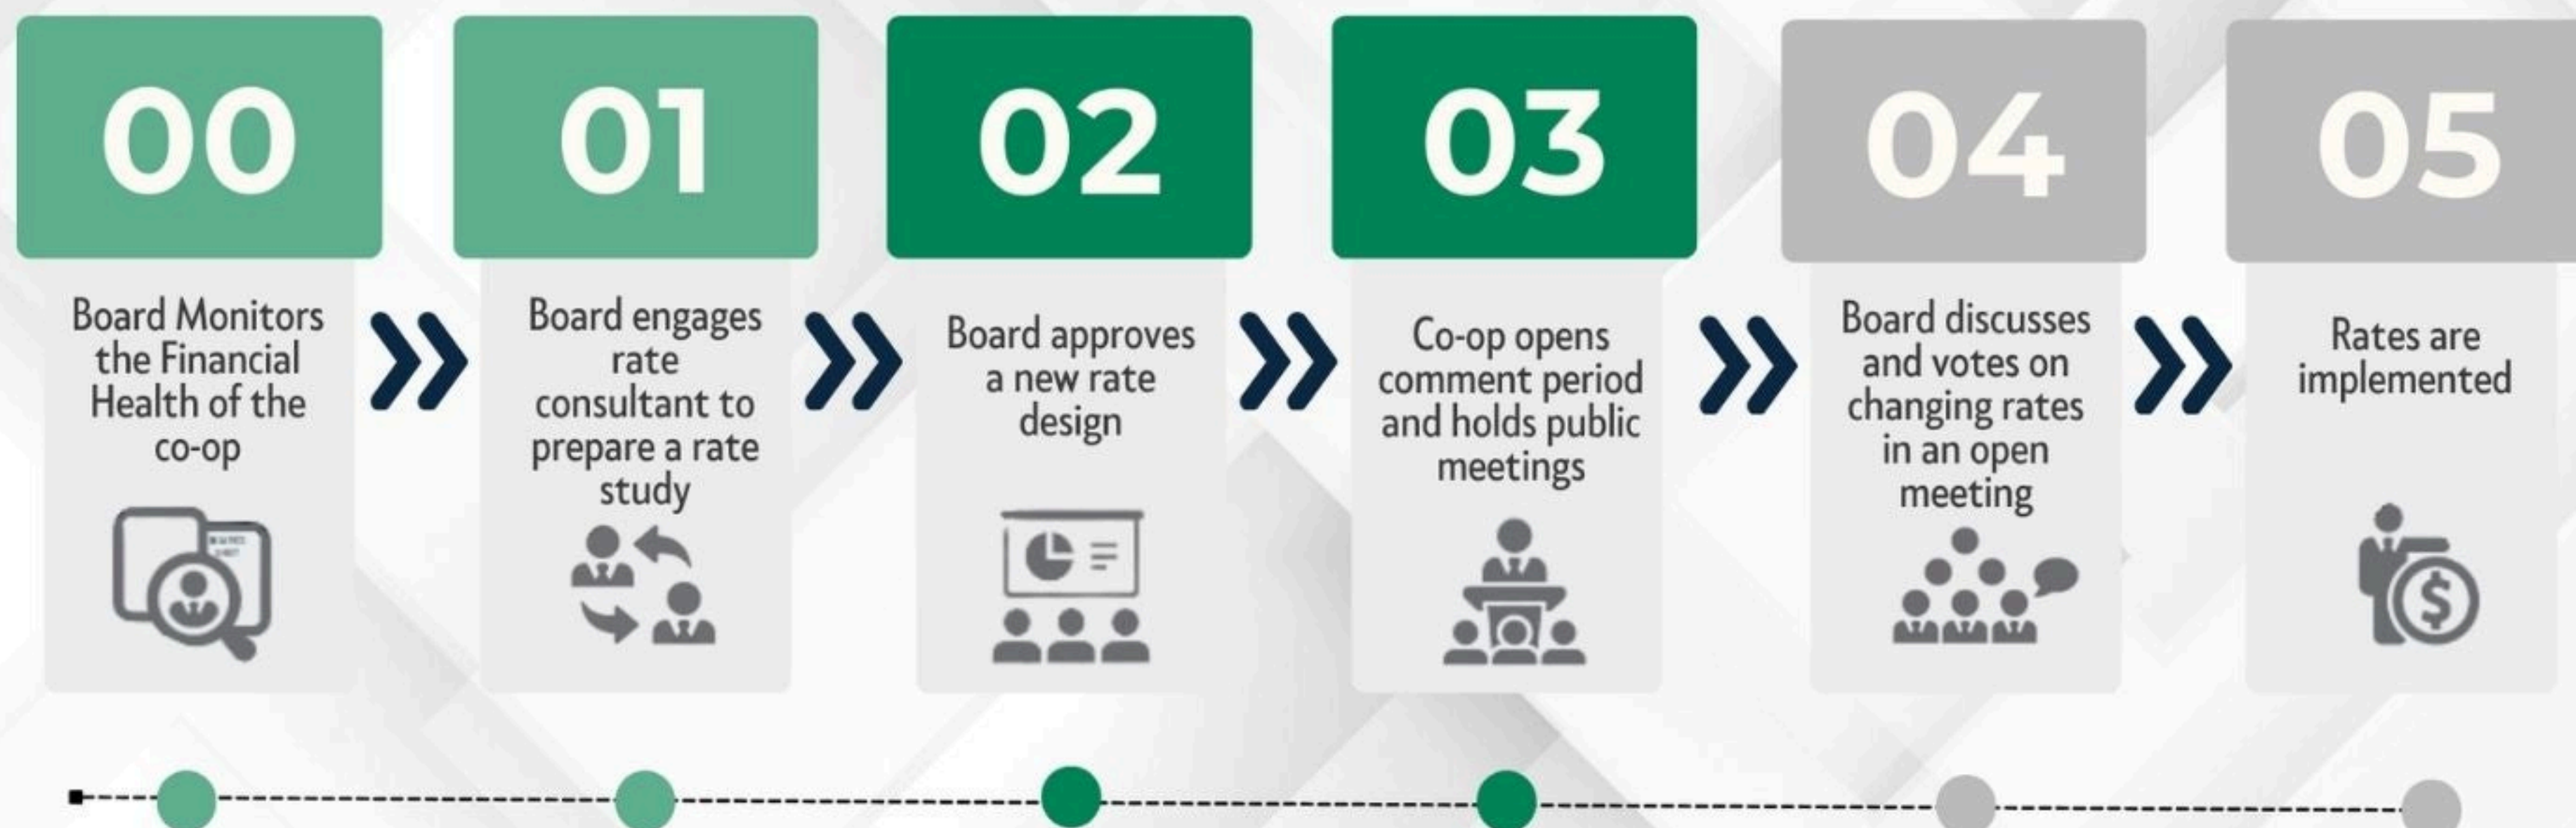 00
Board Monitors
the Financial
Health of the
co-op
01
Board engages
rate
consultant to
prepare a rate
study
02
Board approves
a new rate
design
03
Co-op opens
comment period
and holds public
meetings
04
Board discusses
and votes on
changing rates
in an open
meeting
05
Rates are
implemented
$